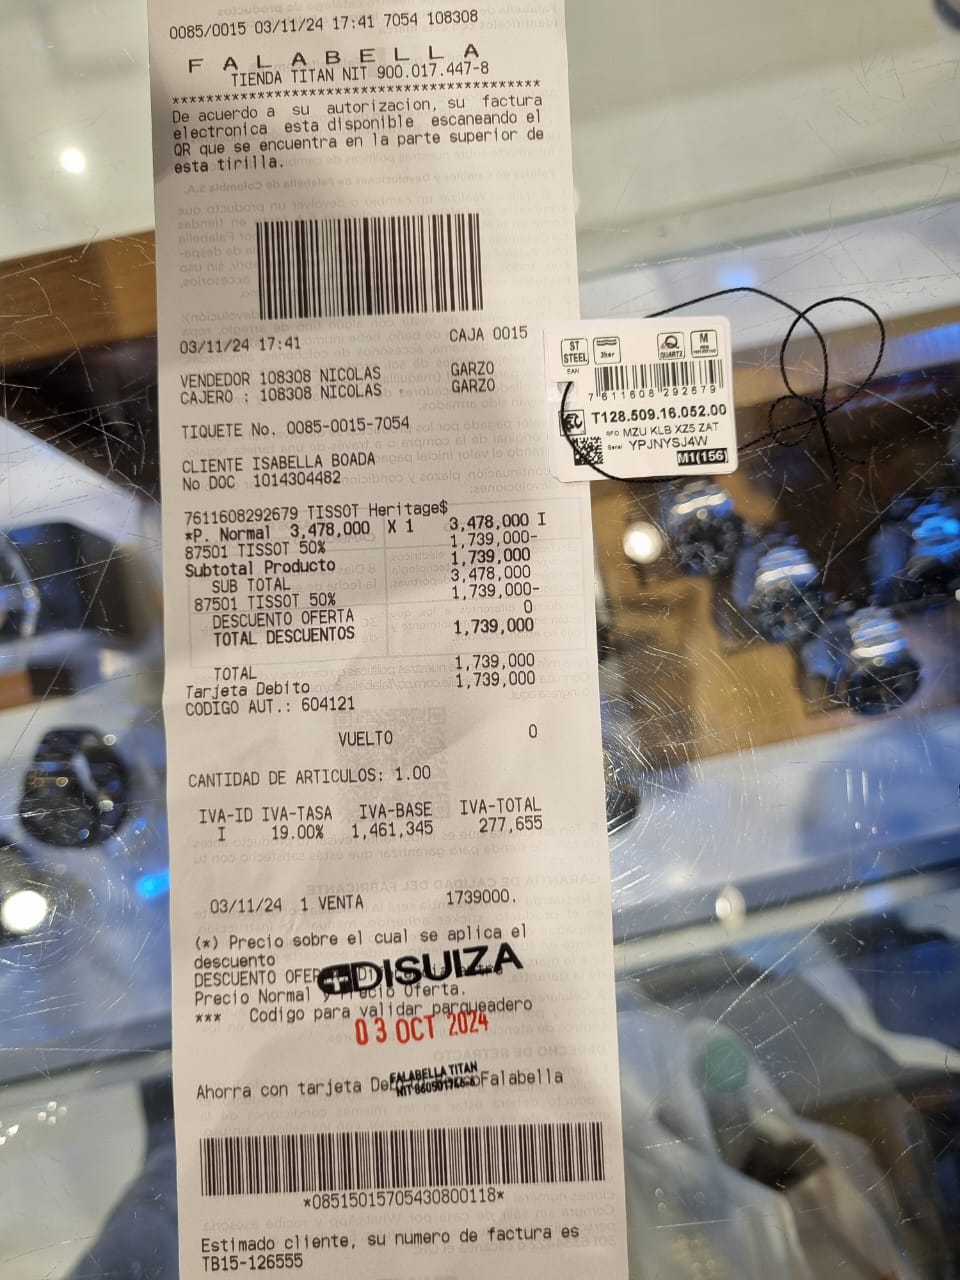 0085/0015 03/11/24 17:41 7054 108308
FALABELLA
TIENDA TITAN NIT 900.017.447-8
********************************************
De acuerdo a su autorizacion, su factura
electronica esta disponible escaneando el
QR que se encuentra en la parte superior de
esta tirilla.
03/11/24 17:41 CAJA 0015
VENDEDOR 108308 NICOLAS GARZO
CAJERO : 108308 NICOLAS GARZO
TIQUETE No. 0085-0015-7054
CLIENTE ISABELLA BOADA
No DOC 1014304482
7611608292679 TISSOT Heritage$
*P. Normal 3,478,000 X 1 3,478,000 I
87501 TISSOT 50% 1,739,000-
Subtotal Producto 1,739,000
SUB TOTAL 3,478,000
87501 TISSOT 50% 1,739,000-
DESCUENTO OFERTA 0
TOTAL DESCUENTOS 1,739,000
TOTAL 1,739,000
Tarjeta Debito 1,739,000
CODIGO AUT.: 604121
VUELTO 0
CANTIDAD DE ARTICULOS: 1.00
IVA-ID IVA-TASA IVA-BASE IVA-TOTAL
I 19.00% 1,461,345 277,655
03/11/24 1 VENTA 1739000.
(*) Precio sobre el cual se aplica el
descuento
DESCUENTO
Precio Normal y Precio Oferta.
*** Codigo para validar parqueadero
DISUIZA
03 OCT 2024
FALABELLA TITAN
Ahorra con tarjeta Falabella
*08515015705430800118*
Estimado cliente, su numero de factura es
TB15-126555
ST STEEL
3bar
QUARTZ
M
EAN
7 611608 292679
T128.509.16.052.00
MZU KLB XZ5 ZAT
Serial YPJNYSJ4W
M1(156)